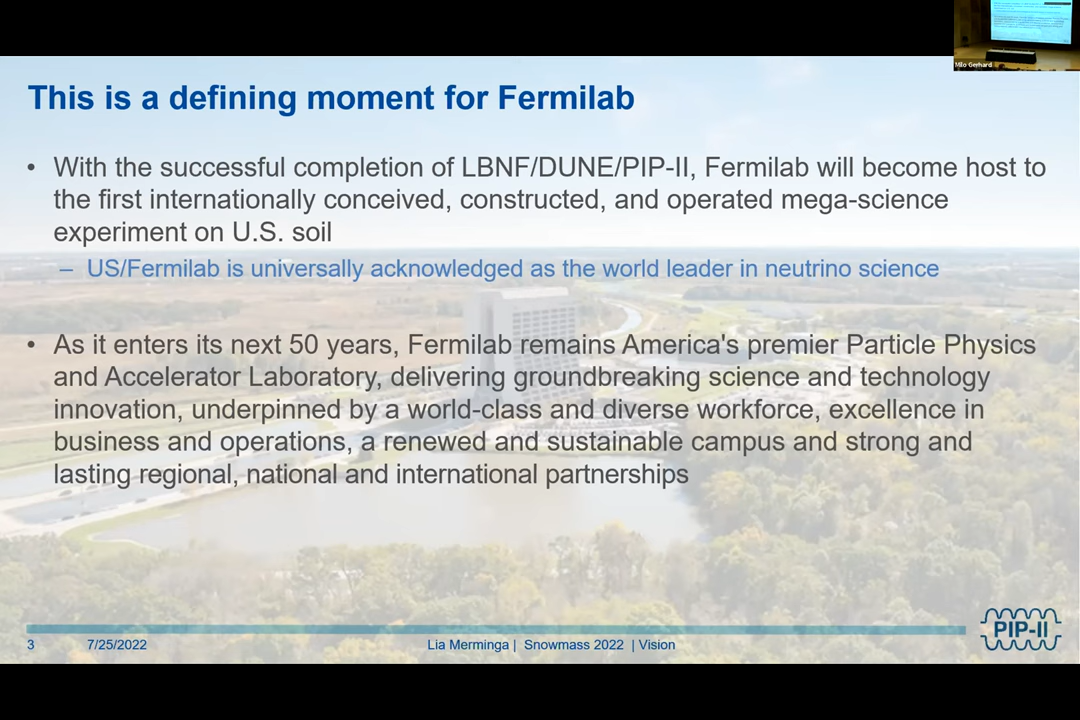 Milo Gerhard
This is a defining moment for Fermilab
• With the successful completion of LBNF/DUNE/PIP-II, Fermilab will become host to
the first internationally conceived, constructed, and operated mega-science
experiment on U.S. soil
– US/Fermilab is universally acknowledged as the world leader in neutrino science
• As it enters its next 50 years, Fermilab remains America's premier Particle Physics
and Accelerator Laboratory, delivering groundbreaking science and technology
innovation, underpinned by a world-class and diverse workforce, excellence in
business and operations, a renewed and sustainable campus and strong and
lasting regional, national and international partnerships
3 7/25/2022 Lia Merminga | Snowmass 2022 | Vision
PIP-II